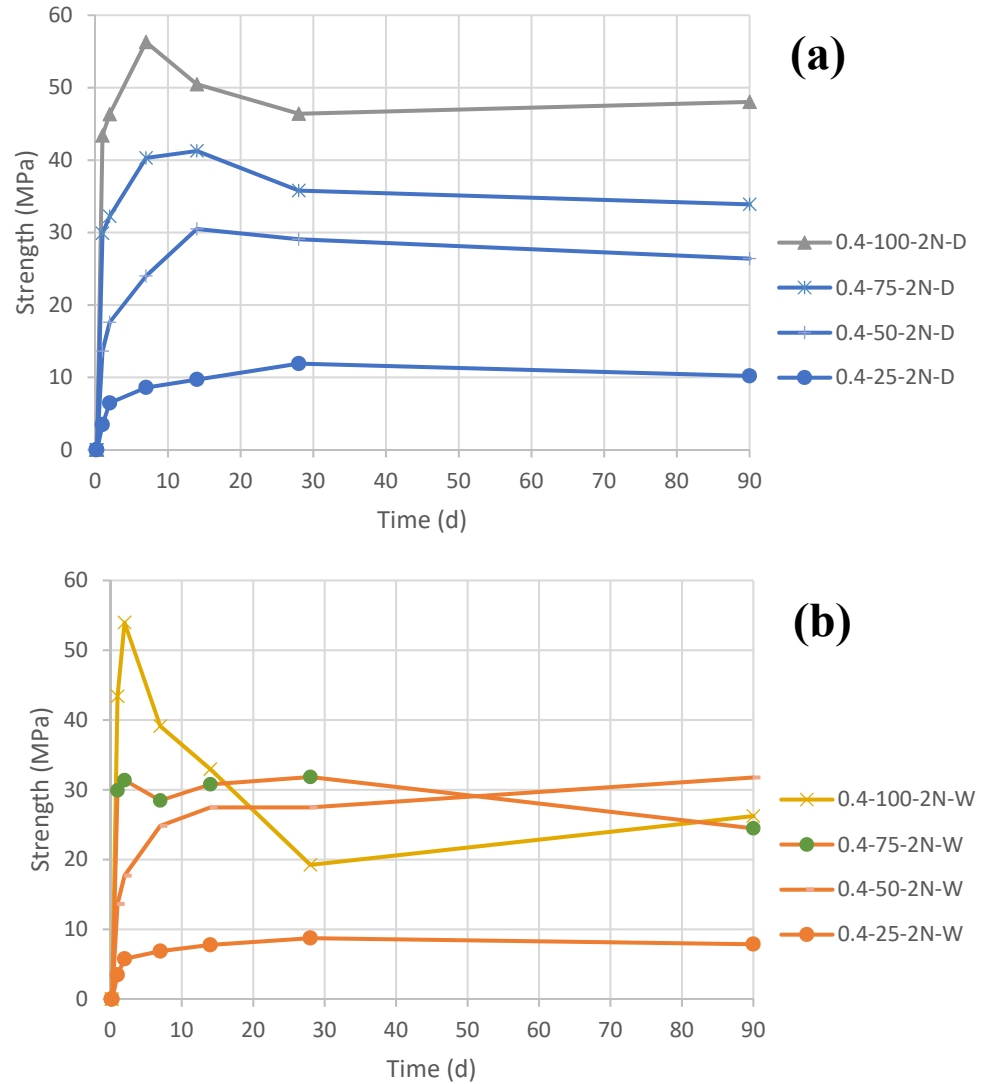 (a)
60
50
40
30
20
10
0
Strength (MPa)
0 10 20 30 40 50 60 70 80 90
Time (d)
0.4-100-2N-D
0.4-75-2N-D
0.4-50-2N-D
0.4-25-2N-D
(b)
60
50
40
30
20
10
0
Strength (MPa)
0 10 20 30 40 50 60 70 80 90
Time (d)
0.4-100-2N-W
0.4-75-2N-W
0.4-50-2N-W
0.4-25-2N-W